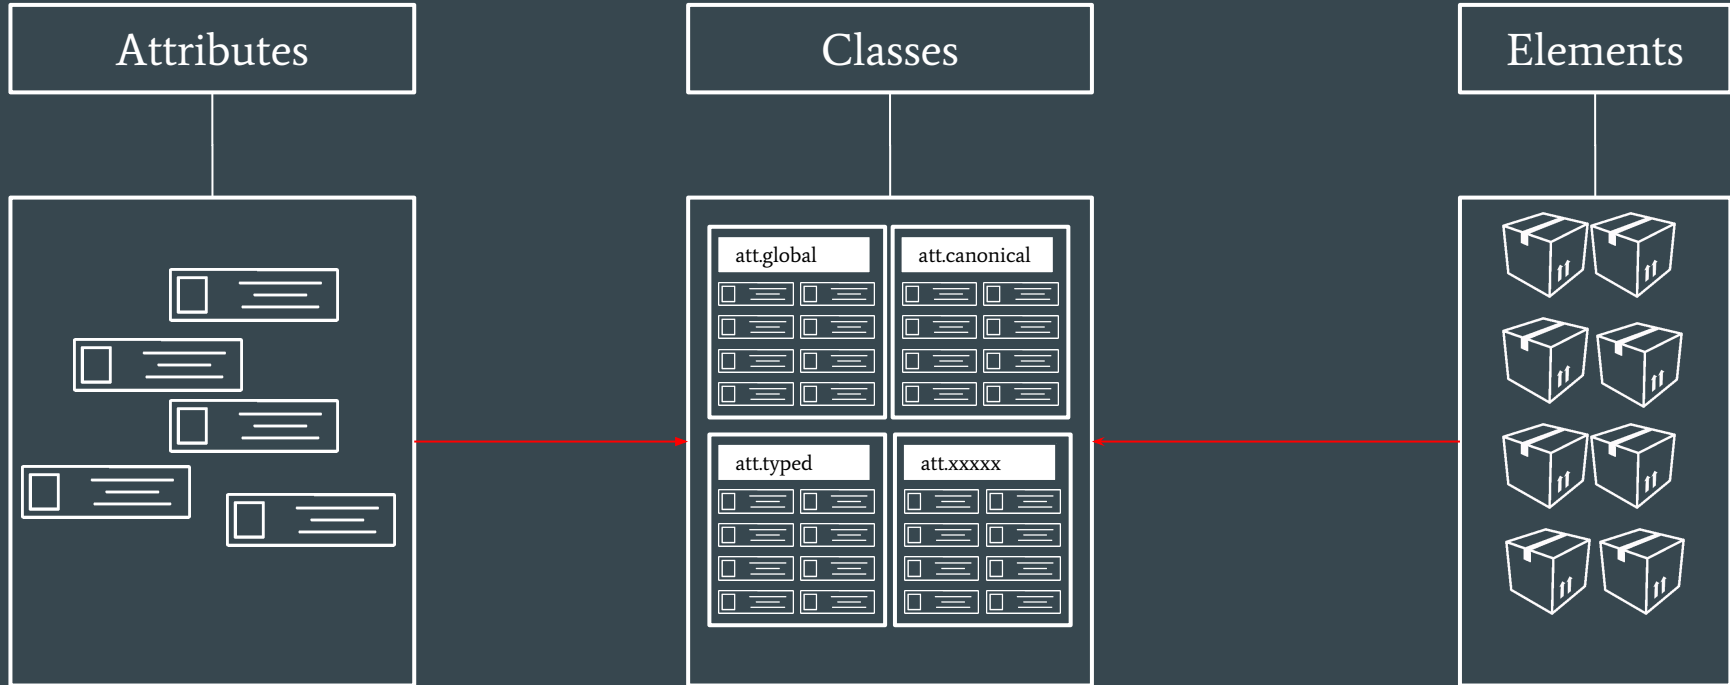 Attributes
Classes
Elements
att.global
att.canonical
att.typed
att.xxxxx